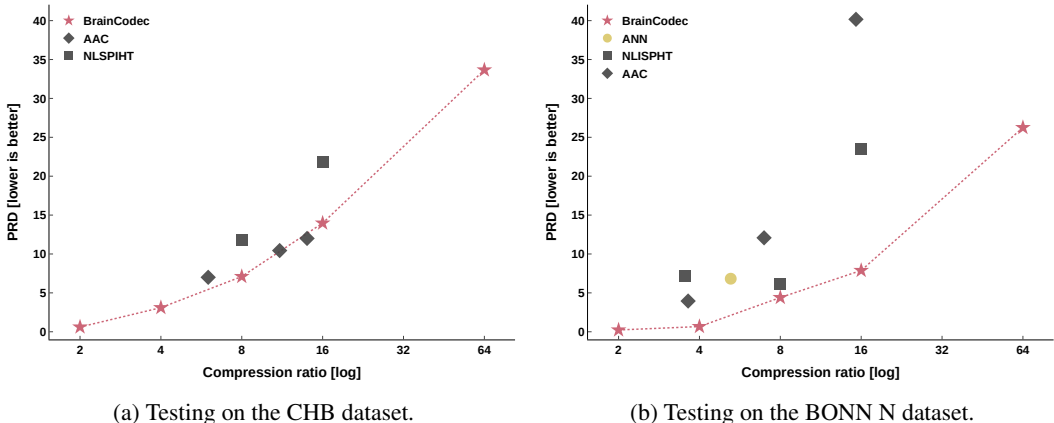 BrainCodec
AAC
NLSPIHT
PRD [lower is better]
40
35
30
25
20
15
10
5
0
2 4 8 16 32 64
Compression ratio [log]
(a) Testing on the CHB dataset.
BrainCodec
ANN
NLISPHT
AAC
PRD [lower is better]
40
35
30
25
20
15
10
5
0
2 4 8 16 32 64
Compression ratio [log]
(b) Testing on the BONN N dataset.